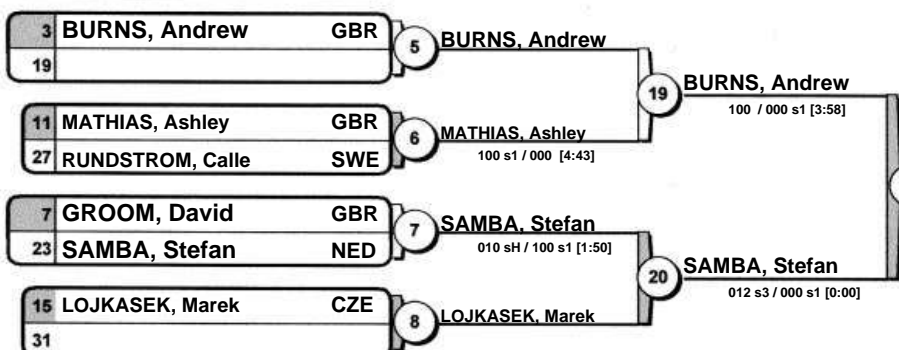 3 BURNS, Andrew GBR
19
11 MATHIAS, Ashley GBR
27 RUNDSTROM, Calle SWE
7 GROOM, David GBR
23 SAMBA, Stefan NED
15 LOJKASEK, Marek CZE
31
5 BURNS, Andrew
6 MATHIAS, Ashley
100 s1 / 000 [4:43]
7 SAMBA, Stefan
010 sH / 100 s1 [1:50]
8 LOJKASEK, Marek
19 BURNS, Andrew
100 / 000 s1 [3:58]
20 SAMBA, Stefan
012 s3 / 000 s1 [0:00]